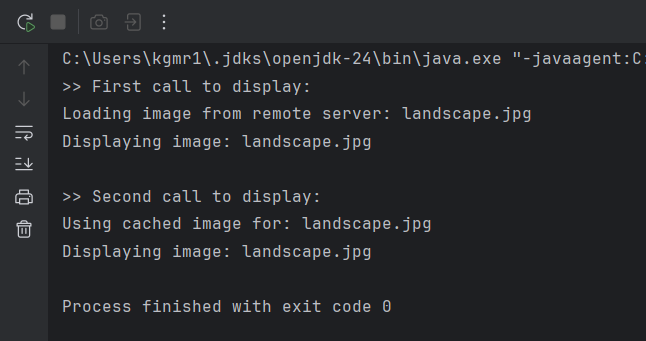 C:\Users\kgmr1\.jdks\openjdk-24\bin\java.exe "-javaagent:C:
>> First call to display:
Loading image from remote server: landscape.jpg
Displaying image: landscape.jpg
>> Second call to display:
Using cached image for: landscape.jpg
Displaying image: landscape.jpg
Process finished with exit code 0